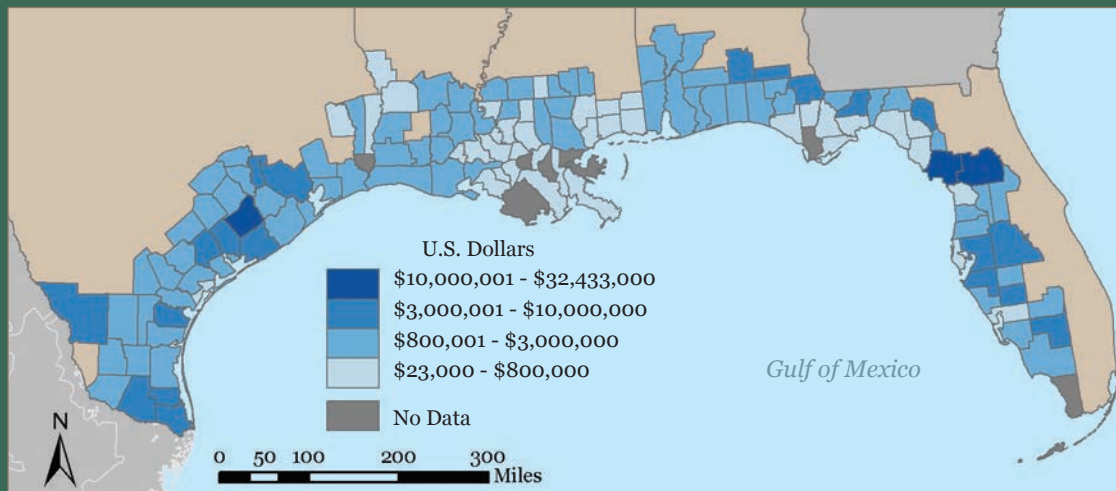 U.S. Dollars
$10,000,001 - $32,433,000
$3,000,001 - $10,000,000
$800,001 - $3,000,000
$23,000 - $800,000
No Data
Gulf of Mexico
N
0 50 100 200 300
Miles